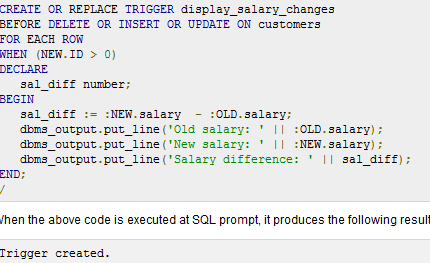 CREATE OR REPLACE TRIGGER display_salary_changes
BEFORE DELETE OR INSERT OR UPDATE ON customers
FOR EACH ROW
WHEN (NEW.ID > 0)
DECLARE
   sal_diff number;
BEGIN
   sal_diff := :NEW.salary  - :OLD.salary;
   dbms_output.put_line('Old salary: ' || :OLD.salary);
   dbms_output.put_line('New salary: ' || :NEW.salary);
   dbms_output.put_line('Salary difference: ' || sal_diff);
END;
/
When the above code is executed at SQL prompt, it produces the following result
Trigger created.